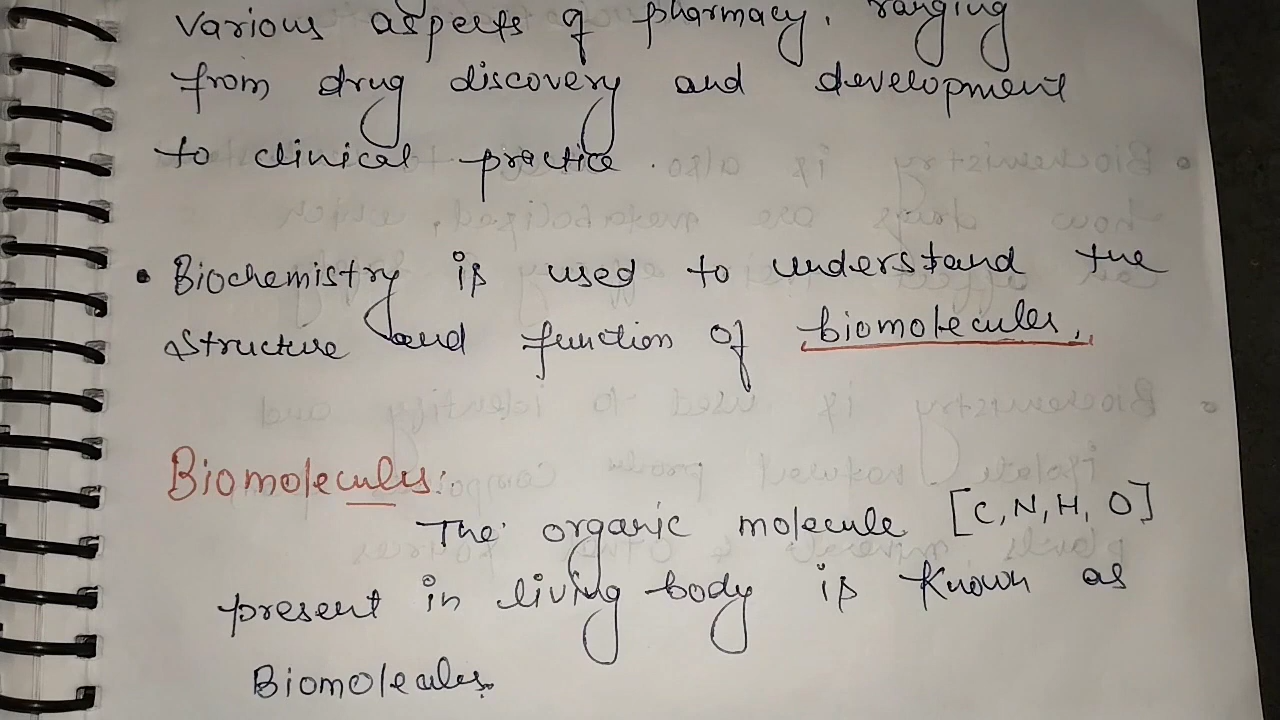 various aspects of pharmacy, ranging
from drug discovery and development
to clinical practice.
• Biochemistry is used to understand the
structure and function of biomolecules.
Biomolecules:
The organic molecule [C, N, H, O]
present in living body is known as
Biomolecules.